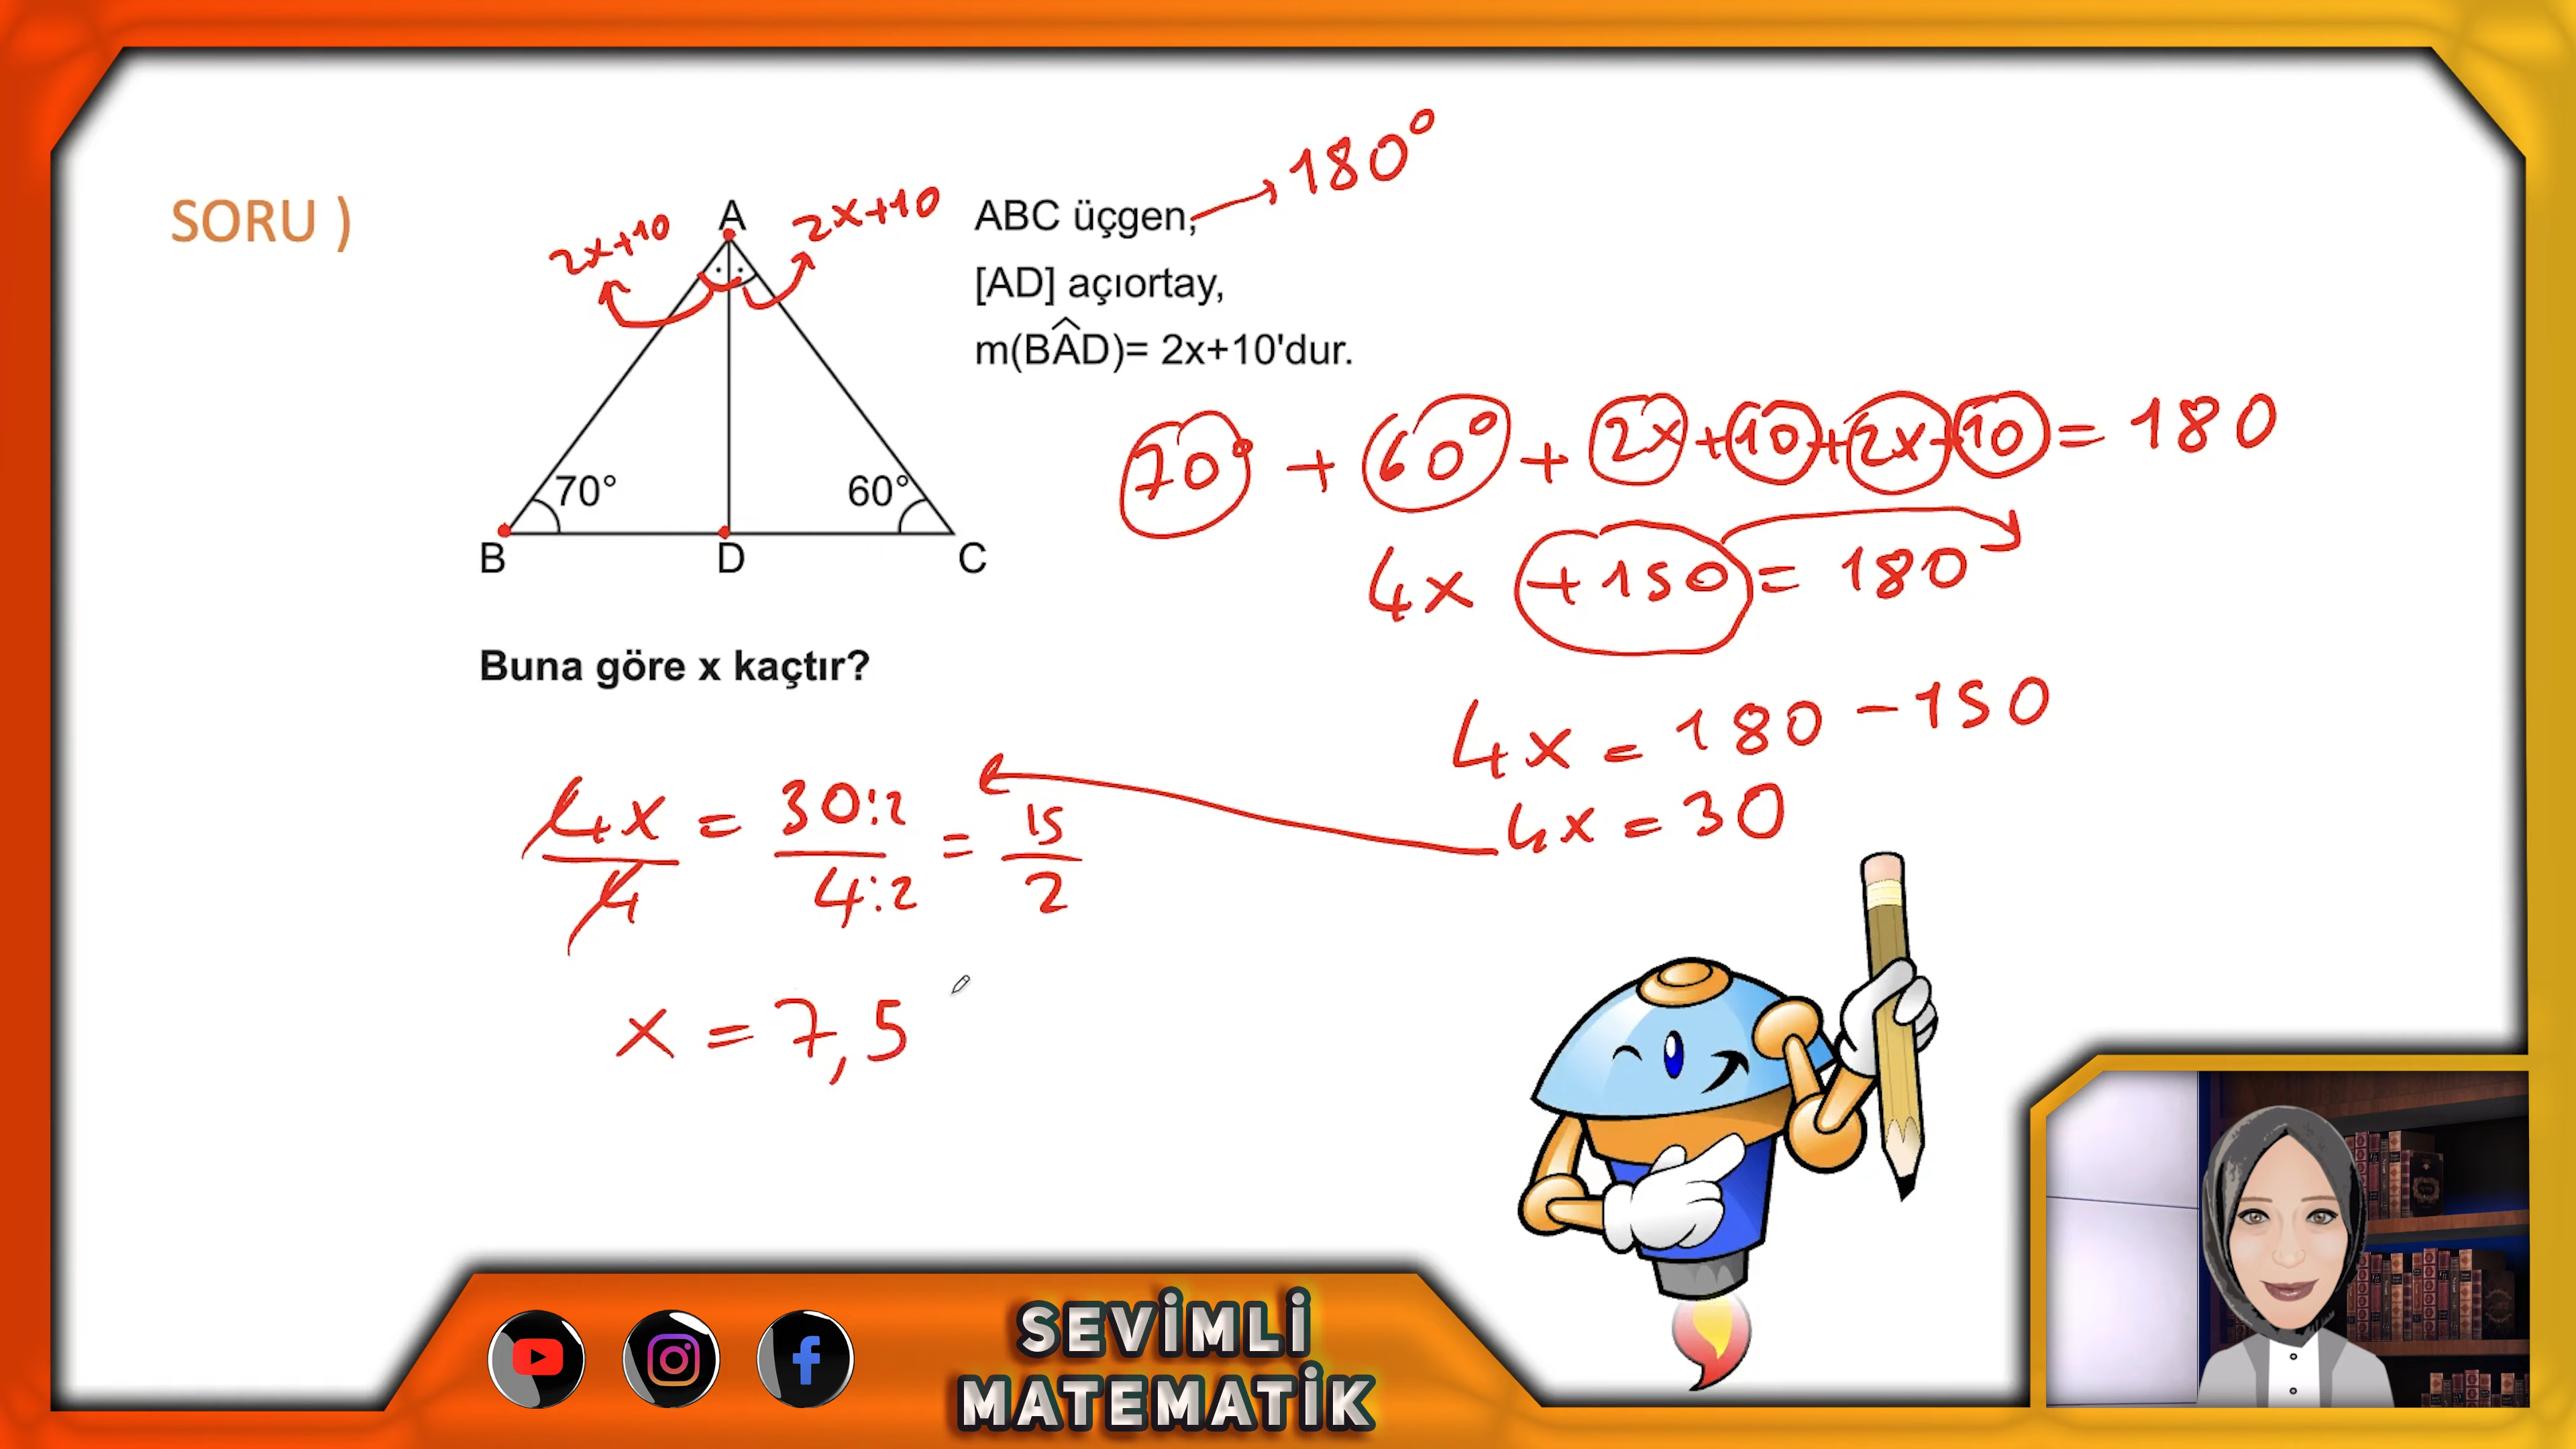 SORU )
2x+10
A
2x+10
70°
60°
B
D
C
ABC üçgen, → 180°
[AD] açıortay,
m(BÂD)= 2x+10'dur.
70° + 60° + 2x+10+2x+10 = 180
4x +150 = 180
4x = 180 - 150
4x = 30
Buna göre x kaçtır?
4x/4 = 30:2/4:2 = 15/2
x = 7,5
SEVİMLİ
MATEMATİK